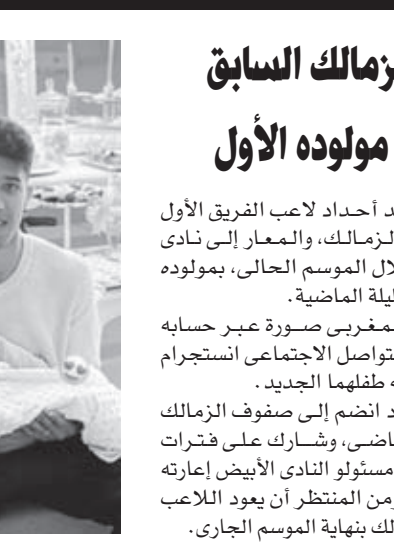 زمالك السابق
مولوده الأول
أحداد لاعب الفريق الأول
الزمالك، والمعار إلى نادى
لال الموسم الحالى، بمولوده
ليلة الماضية.
مغربى صورة عبر حسابه
تواصل الاجتماعى انستجرام
ه طفلهما الجديد.
د انضم إلى صفوف الزمالك
اضى، وشارك على فترات
مسئولو النادى الأبيض إعارته
ومن المنتظر أن يعود اللاعب
لك بنهاية الموسم الجارى.